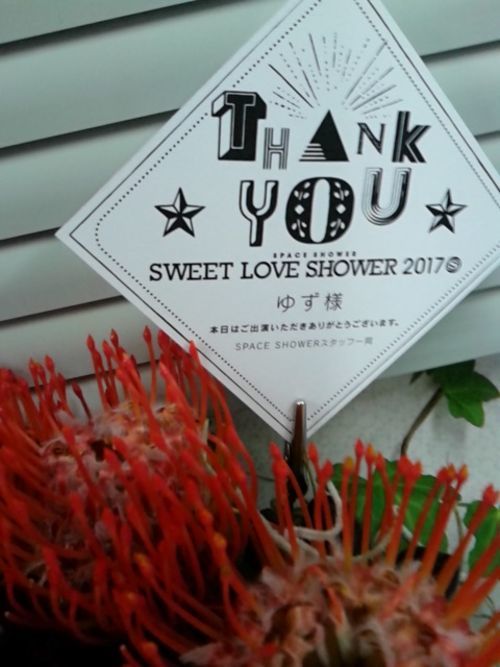 THANK
YOU
SPACE SHOWER
SWEET LOVE SHOWER 2017
ゆず様
本日はご出演いただきありがとうございます。
SPACE SHOWERスタッフ一同